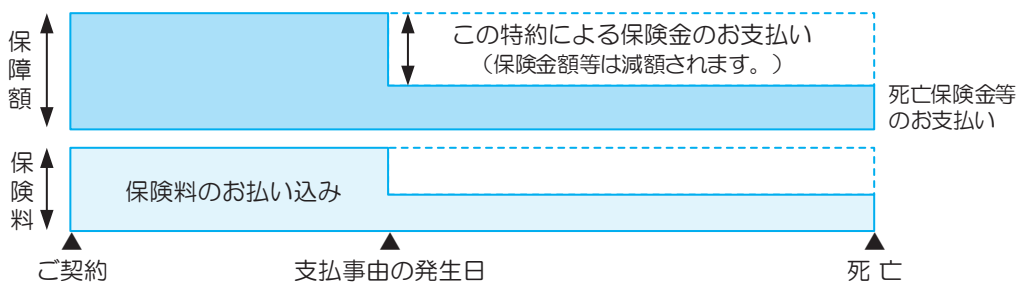 保障額
この特約による保険金のお支払い
（保険金額等は減額されます。）
死亡保険金等
のお支払い
保険料
保険料のお払い込み
ご契約
支払事由の発生日
死 亡